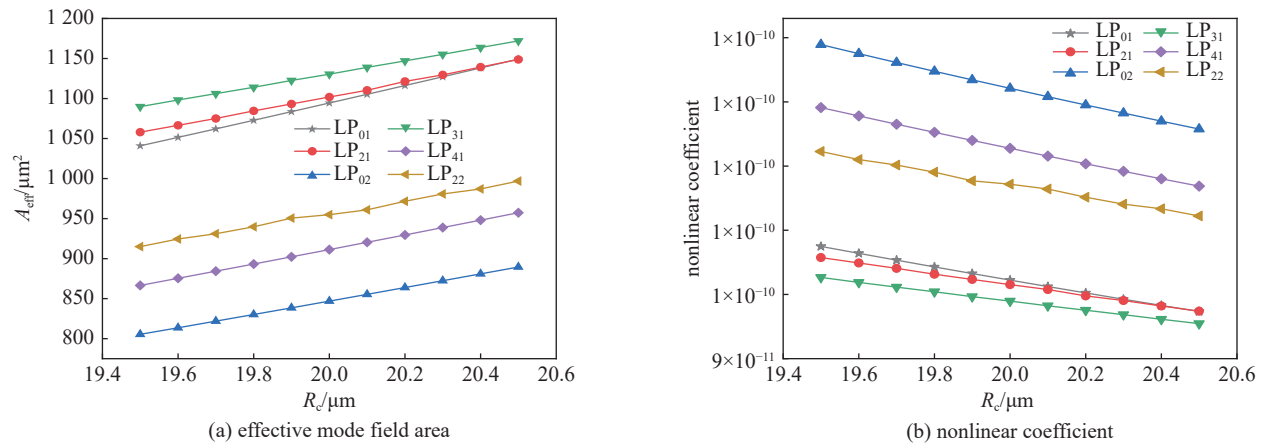 1 200
1 150
1 100
1 050
1 000
950
900
850
800
A_eff/μm²
LP₀₁ LP₃₁
LP₂₁ LP₄₁
LP₀₂ LP₂₂
19.4 19.6 19.8 20.0 20.2 20.4 20.6
R_c/μm
(a) effective mode field area
1×10⁻¹⁰
1×10⁻¹⁰
1×10⁻¹⁰
1×10⁻¹⁰
1×10⁻¹⁰
9×10⁻¹¹
nonlinear coefficient
LP₀₁ LP₃₁
LP₂₁ LP₄₁
LP₀₂ LP₂₂
19.4 19.6 19.8 20.0 20.2 20.4 20.6
R_c/μm
(b) nonlinear coefficient